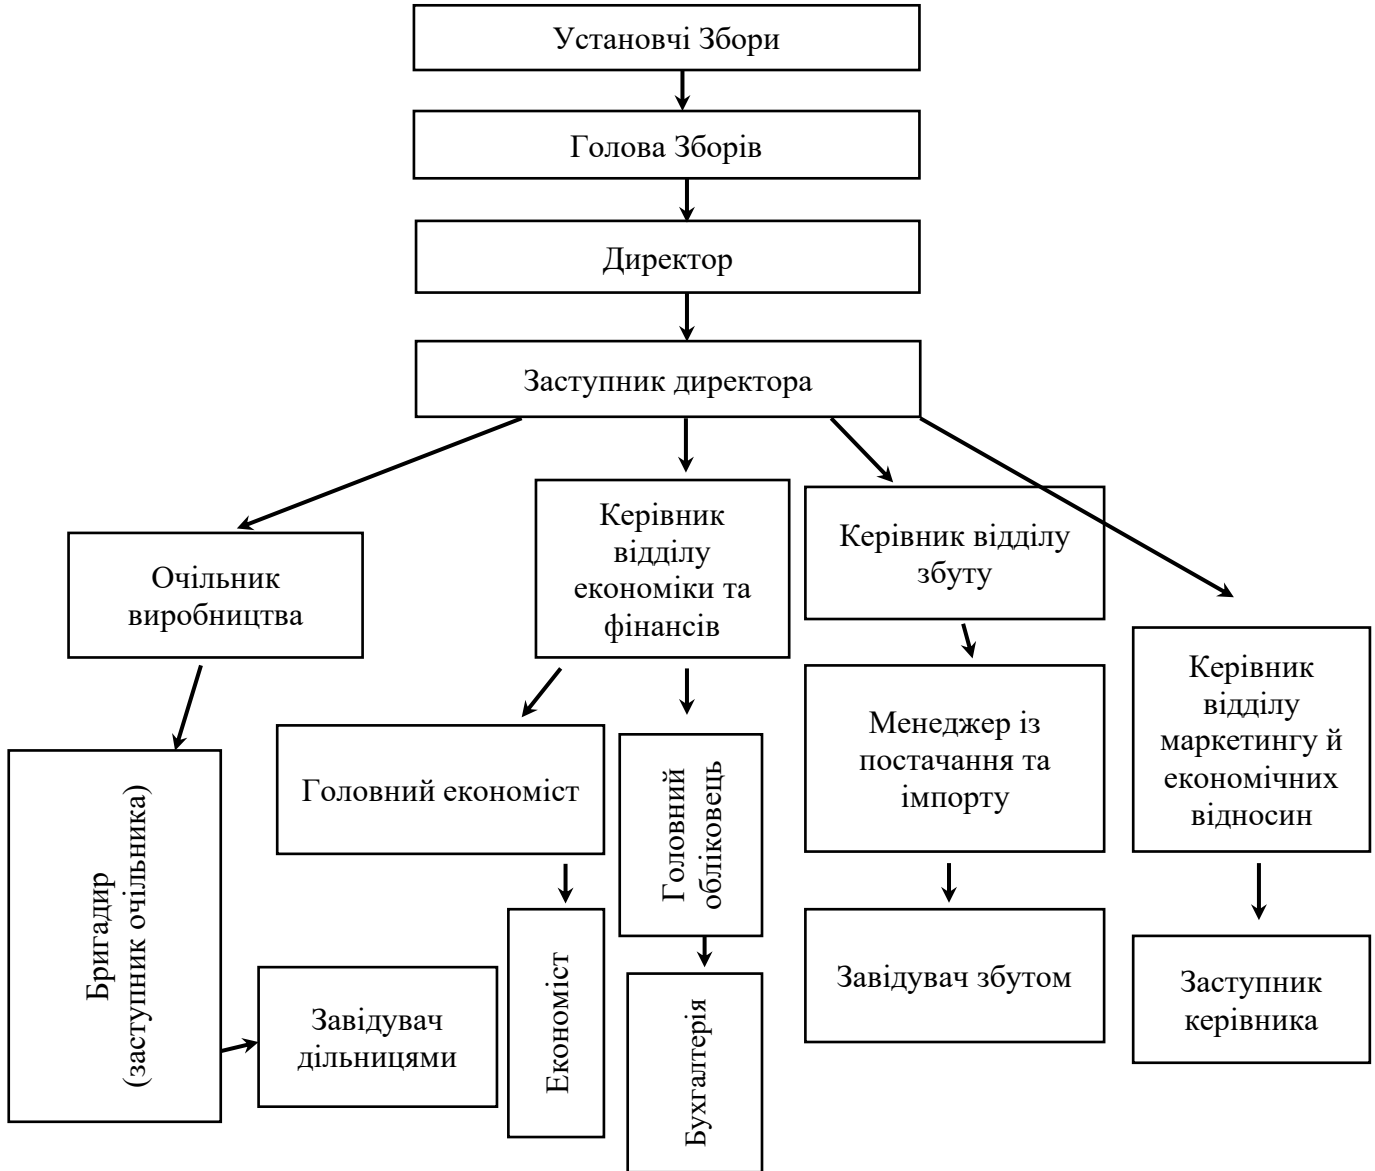 Установчі Збори
Голова Зборів
Директор
Заступник директора
Керівник
відділу
економіки та
фінансів
Керівник відділу
збуту
Очільник
виробництва
Керівник
відділу
маркетингу й
економічних
відносин
Менеджер із
постачання та
імпорту
Головний економіст
Головний
обліковець
Бригадир
(заступник очільника)
Завідувач
дільницями
Економіст
Бухгалтерія
Завідувач збутом
Заступник
керівника